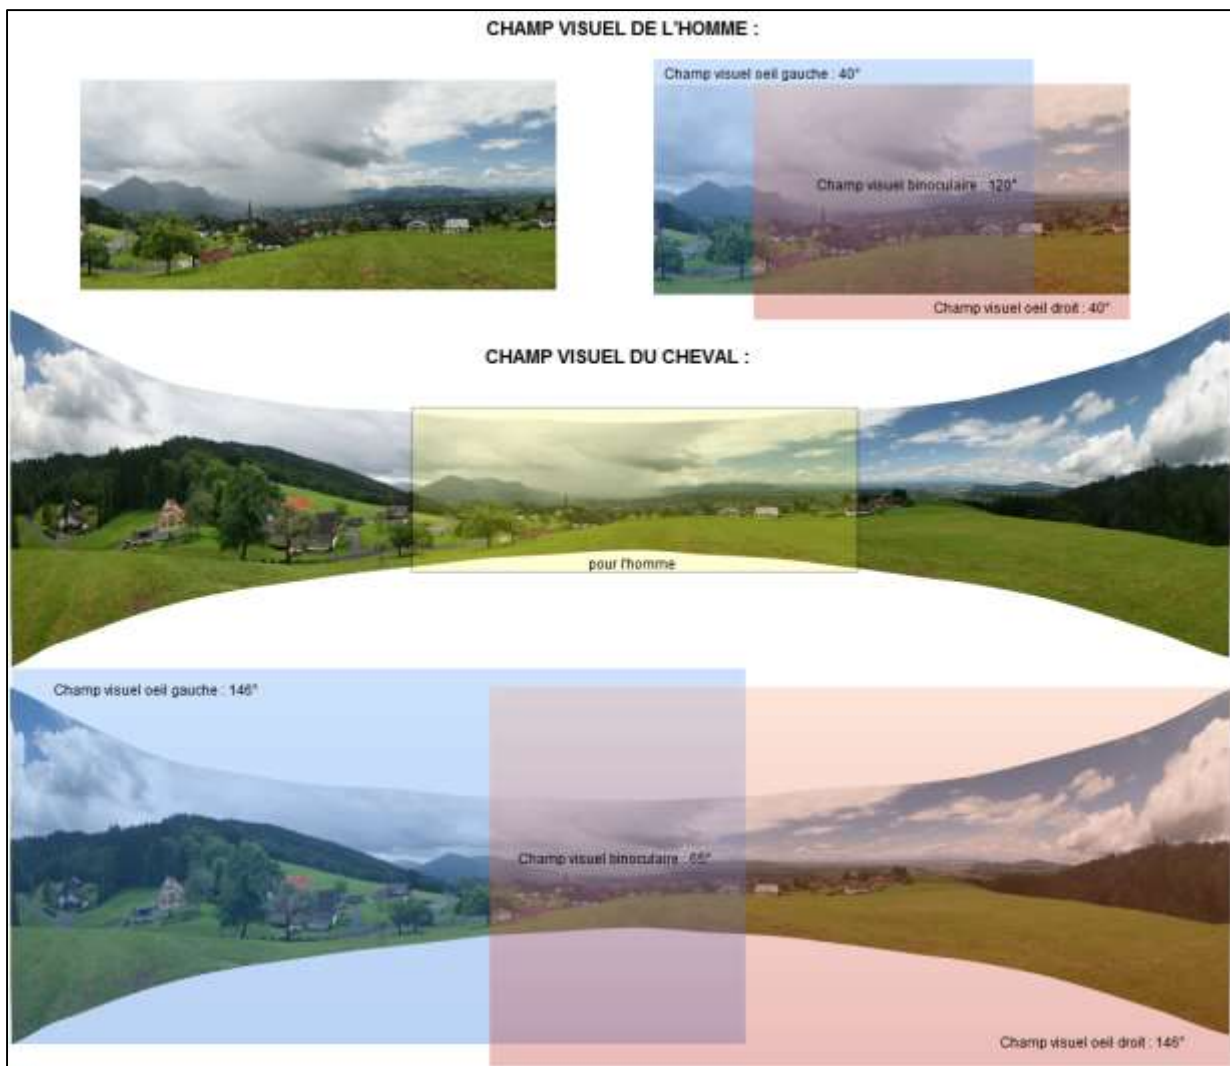 CHAMP VISUEL DE L'HOMME :
Champ visuel oeil gauche : 40°
Champ visuel binoculaire : 120°
Champ visuel oeil droit : 40°
CHAMP VISUEL DU CHEVAL :
pour l'homme
Champ visuel oeil gauche : 146°
Champ visuel binoculaire : 65°
Champ visuel oeil droit : 146°